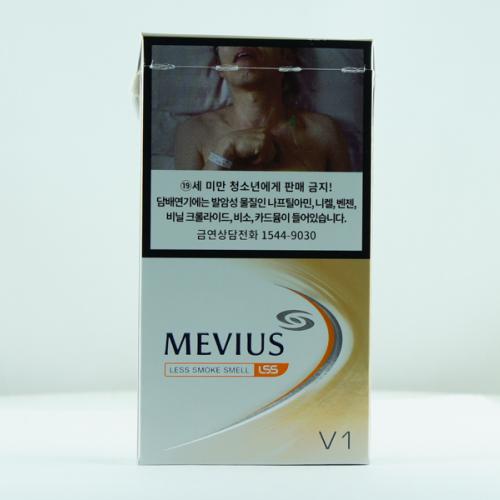 ⑲세 미만 청소년에게 판매 금지!
담배연기에는 발암성 물질인 나프틸아민, 니켈, 벤젠,
비닐 크롤라이드, 비소, 카드뮴이 들어있습니다.
금연상담전화 1544-9030
MEVIUS
LESS SMOKE SMELL LSS
V1